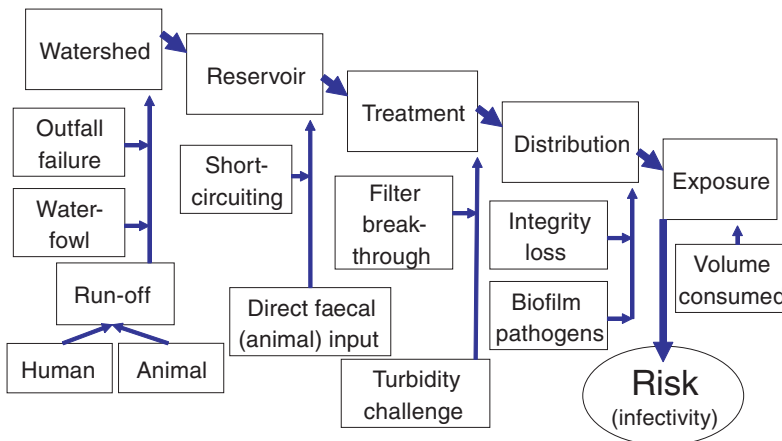 Watershed
Reservoir
Treatment
Distribution
Exposure
Outfall
failure
Water-
fowl
Run-off
Human
Animal
Short-
circuiting
Direct faecal
(animal) input
Filter
break-
through
Turbidity
challenge
Integrity
loss
Biofilm
pathogens
Volume
consumed
Risk
(infectivity)